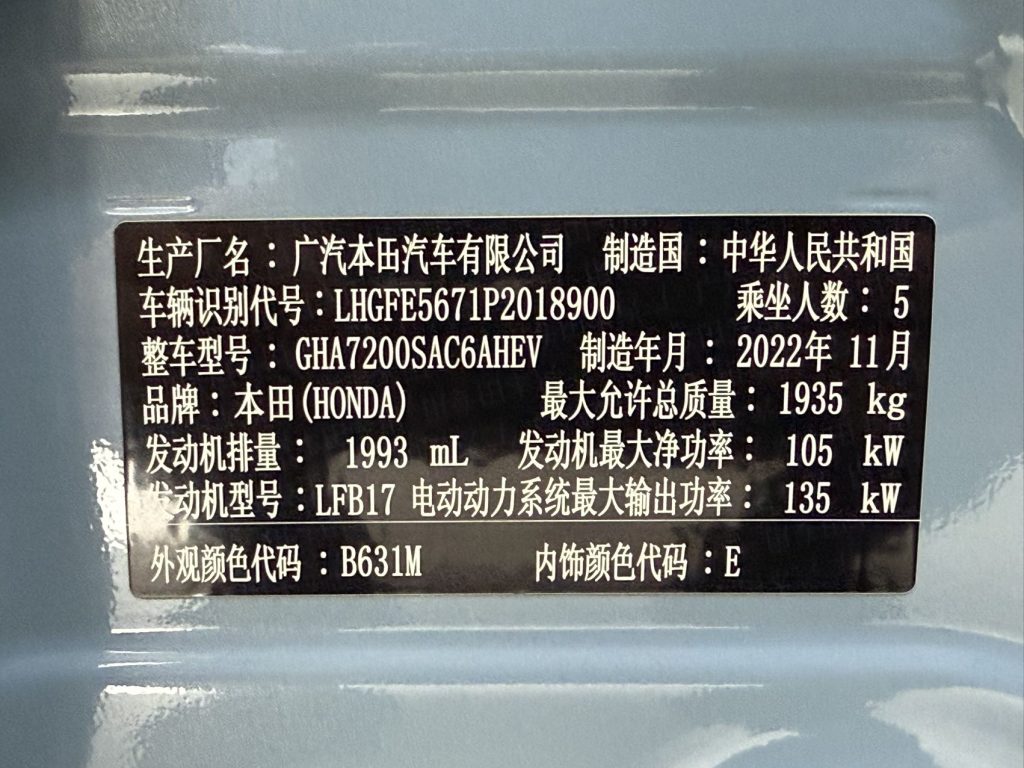 生产厂名：广汽本田汽车有限公司 制造国：中华人民共和国
车辆识别代号：LHGFE5671P2018900 乘坐人数：5
整车型号：GHA7200SAC6AHEV 制造年月：2022年 11月
品牌：本田(HONDA) 最大允许总质量：1935 kg
发动机排量：1993 mL 发动机最大净功率：105 kW
发动机型号：LFB17 电动动力系统最大输出功率：135 kW
外观颜色代码：B631M 内饰颜色代码：E